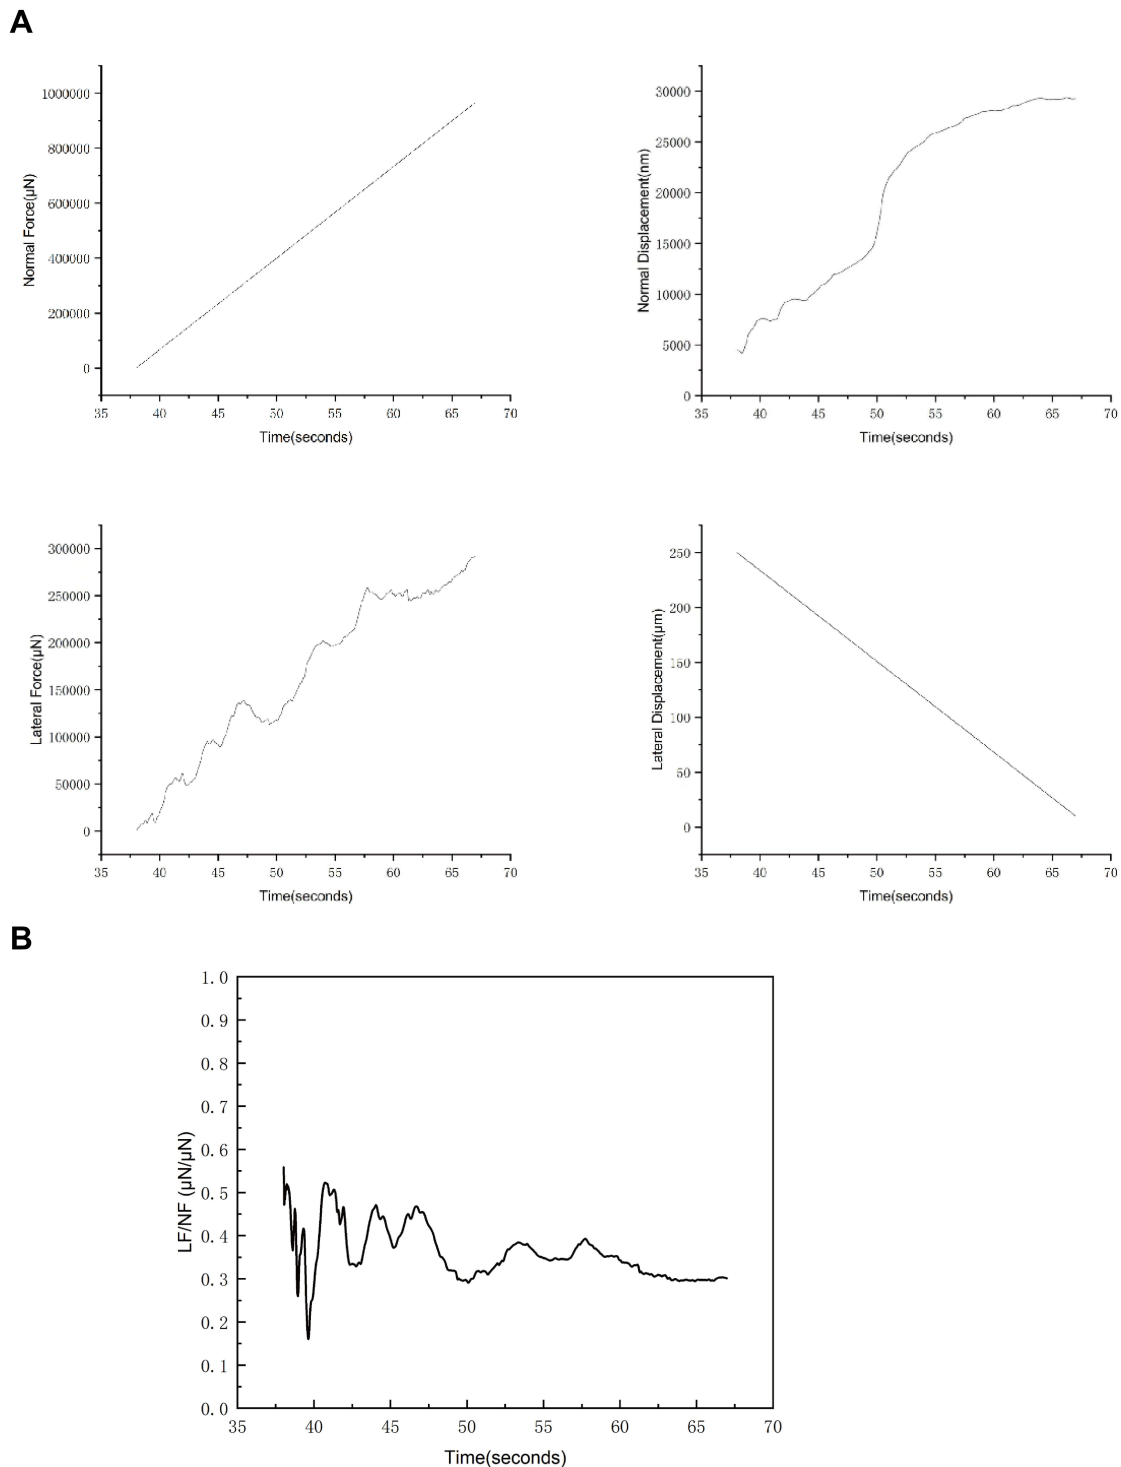 A
Normal Force(μN)
1000000
800000
600000
400000
200000
0
35 40 45 50 55 60 65 70
Time(seconds)
Normal Displacement(nm)
30000
25000
20000
15000
10000
5000
0
35 40 45 50 55 60 65 70
Time(seconds)
Lateral Force(μN)
300000
250000
200000
150000
100000
50000
0
35 40 45 50 55 60 65 70
Time(seconds)
Lateral Displacement(μm)
250
200
150
100
50
0
35 40 45 50 55 60 65 70
Time(seconds)
B
LF/NF (μN/μN)
1.0
0.9
0.8
0.7
0.6
0.5
0.4
0.3
0.2
0.1
0.0
35 40 45 50 55 60 65 70
Time(seconds)